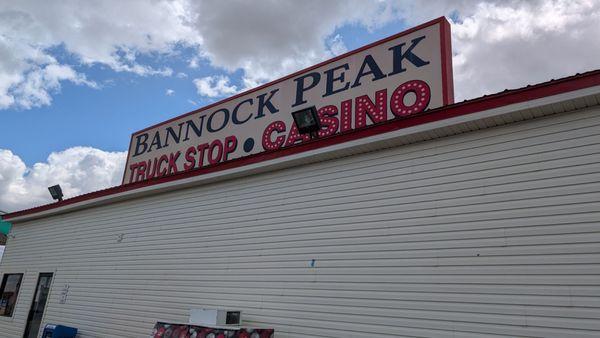 BANNOCK PEAK
TRUCK STOP • CASINO